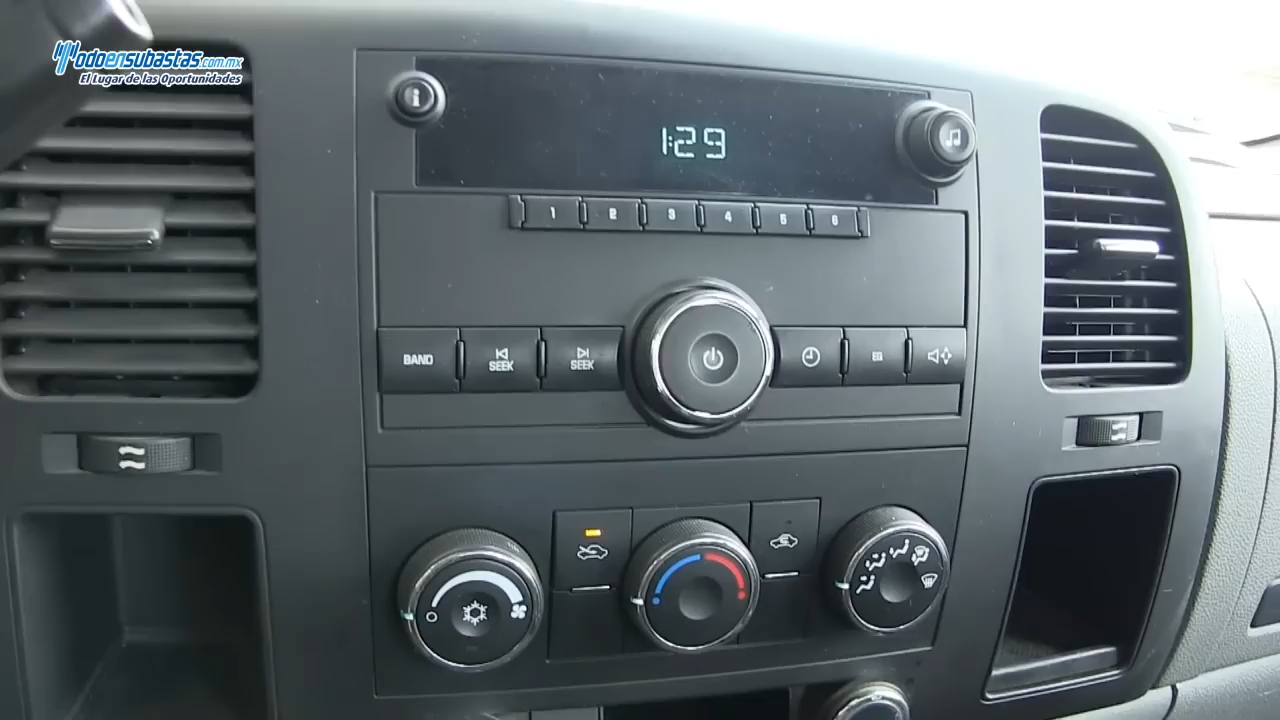 Todoensubastas.com.mx
El Lugar de las Oportunidades
i
1:29
1 2 3 4 5 6
BAND SEEK SEEK EQ